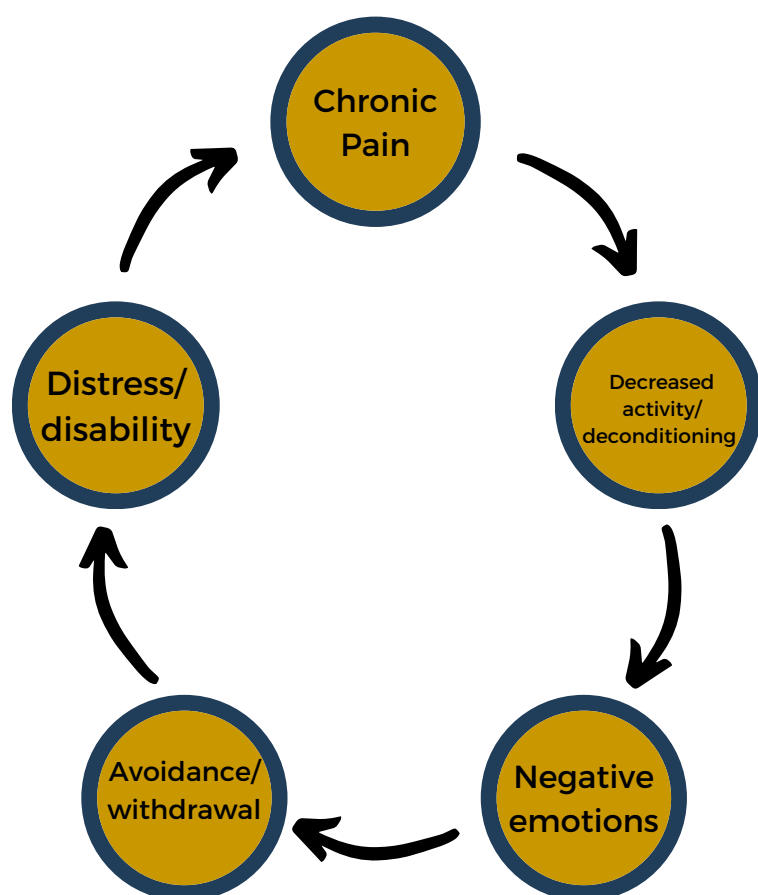 Chronic
Pain
Decreased
activity/
deconditioning
Negative
emotions
Avoidance/
withdrawal
Distress/
disability